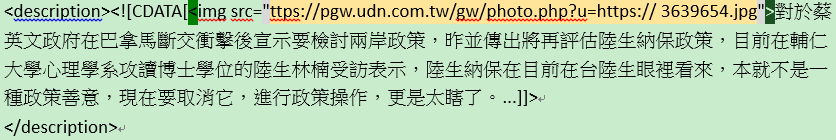 <description><![CDATA[<img src="ttps://pgw.udn.com.tw/gw/photo.php?u=https:// 3639654.jpg">對於蔡
英文政府在巴拿馬斷交衝擊後宣示要檢討兩岸政策，昨並傳出將再評估陸生納保政策，目前在輔仁
大學心理學系攻讀博士學位的陸生林楠受訪表示，陸生納保在目前在台陸生眼裡看來，本就不是一
種政策善意，現在要取消它，進行政策操作，更是太瞎了。...]]>
</description>